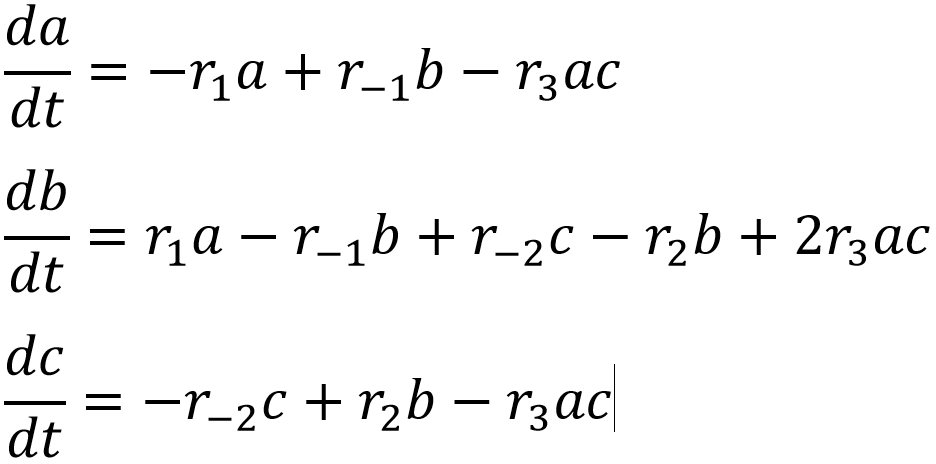 da/dt = −r₁a + r₋₁b − r₃ac
db/dt = r₁a − r₋₁b + r₋₂c − r₂b + 2r₃ac
dc/dt = −r₋₂c + r₂b − r₃ac